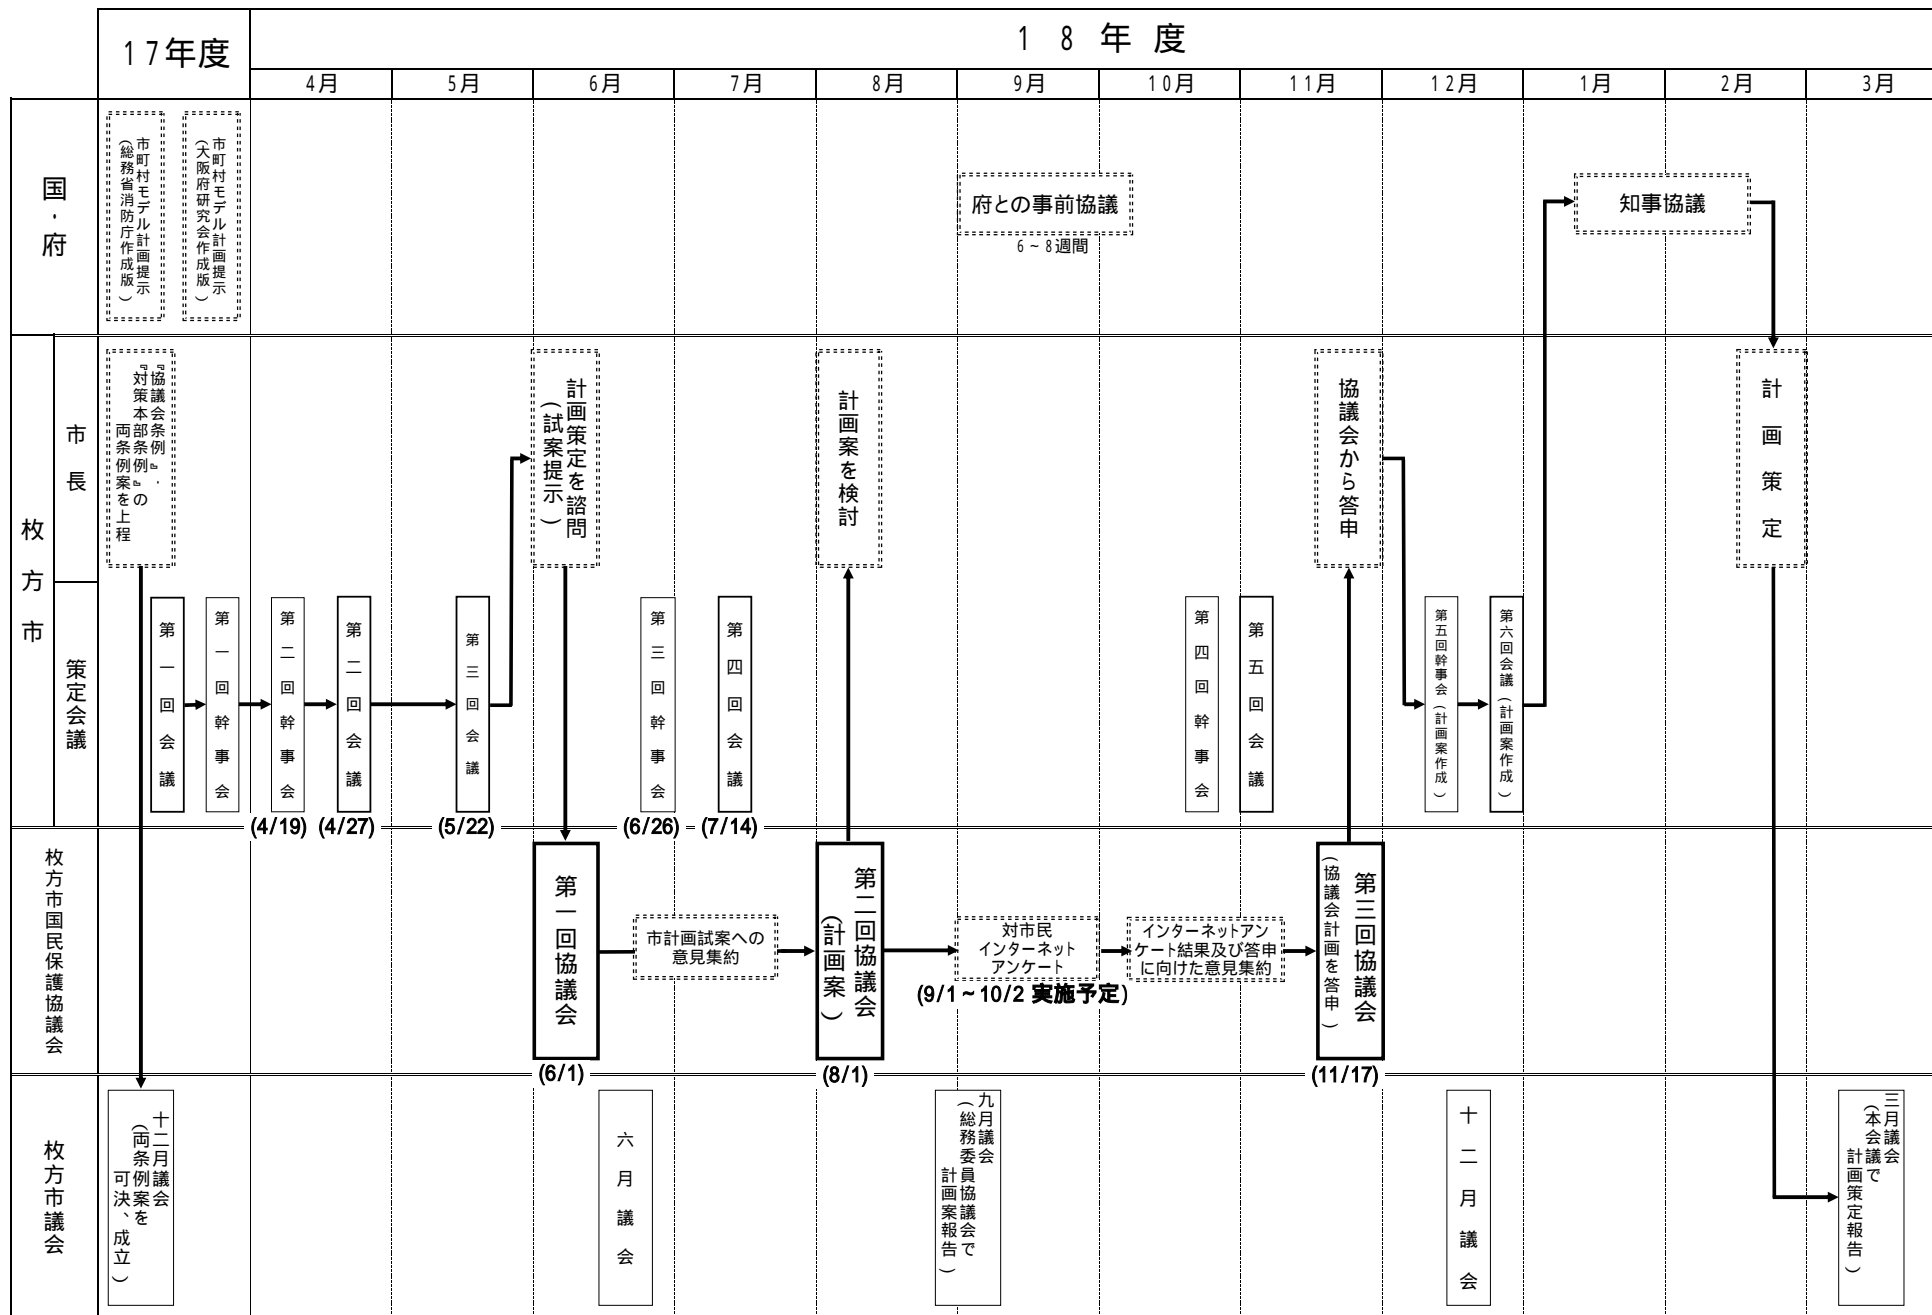 17年度
18年度
4月
5月
6月
7月
8月
9月
10月
11月
12月
1月
2月
3月
国・府
市町村モデル計画提示
(総務省消防庁作成版)
市町村モデル計画提示
(大阪府研究会作成版)
府との事前協議
6~8週間
知事協議
枚方市
市長
『協議会条例』・
『対策本部条例』の
両条例案を上程
計画策定を諮問
(試案提示)
計画案を検討
協議会から答申
計画策定
策定会議
第一回会議
第一回幹事会
第二回幹事会
第二回会議
第三回会議
第三回幹事会
第四回会議
第四回幹事会
第五回会議
第五回幹事会(計画案作成)
第六回会議(計画案作成)
(4/19)
(4/27)
(5/22)
(6/26)
(7/14)
枚方市国民保護協議会
第一回協議会
市計画試案への
意見集約
第二回協議会
(計画案)
対市民
インターネット
アンケート
(9/1~10/2 実施予定)
インターネットアン
ケート結果及び答申
に向けた意見集約
第三回協議会
(協議会計画を答申)
(6/1)
(8/1)
(11/17)
枚方市議会
十二月議会
(両条例案を
可決、成立)
六月議会
九月議会
(総務委員協議会で
計画案報告)
十二月議会
三月議会
(本会議で
計画策定報告)